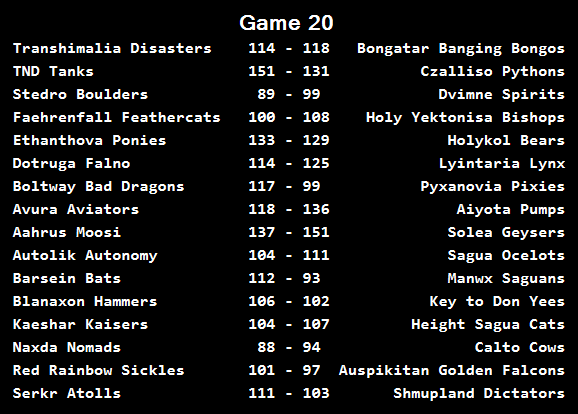 Game 20
Transhimalia Disasters 114 - 118 Bongatar Banging Bongos
TND Tanks 151 - 131 Czalliso Pythons
Stedro Boulders 89 - 99 Dvimne Spirits
Faehrenfall Feathercats 100 - 108 Holy Yektonisa Bishops
Ethanthova Ponies 133 - 129 Holykol Bears
Dotruga Falno 114 - 125 Lyintaria Lynx
Boltway Bad Dragons 117 - 99 Pyxanovia Pixies
Avura Aviators 118 - 136 Aiyota Pumps
Aahrus Moosi 137 - 151 Solea Geysers
Autolik Autonomy 104 - 111 Sagua Ocelots
Barsein Bats 112 - 93 Manwx Saguans
Blanaxon Hammers 106 - 102 Key to Don Yees
Kaeshar Kaisers 104 - 107 Height Sagua Cats
Naxda Nomads 88 - 94 Calto Cows
Red Rainbow Sickles 101 - 97 Auspikitan Golden Falcons
Serkr Atolls 111 - 103 Shmupland Dictators